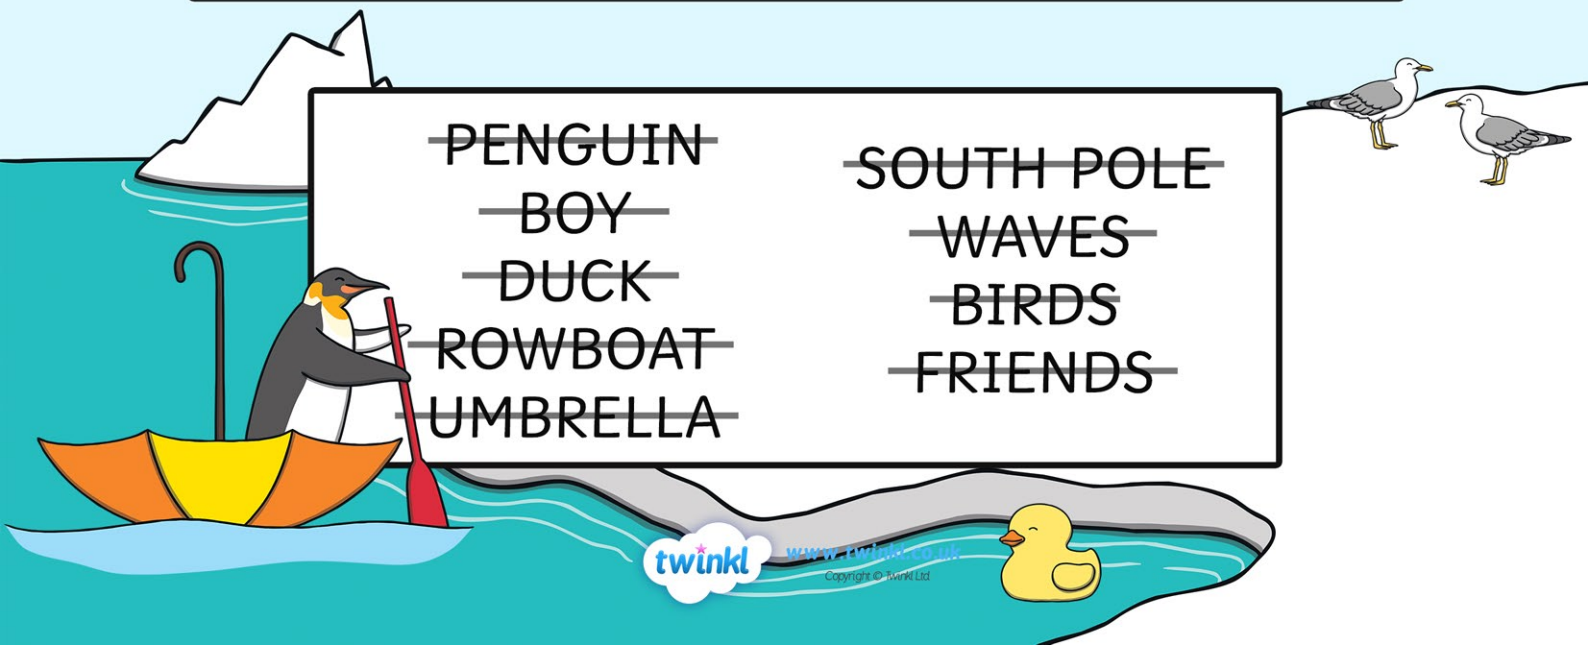 PENGUIN
BOY
DUCK
ROWBOAT
UMBRELLA
SOUTH POLE
WAVES
BIRDS
FRIENDS
twinkl
www.twinkl.co.uk
Copyright © Twinkl Ltd.